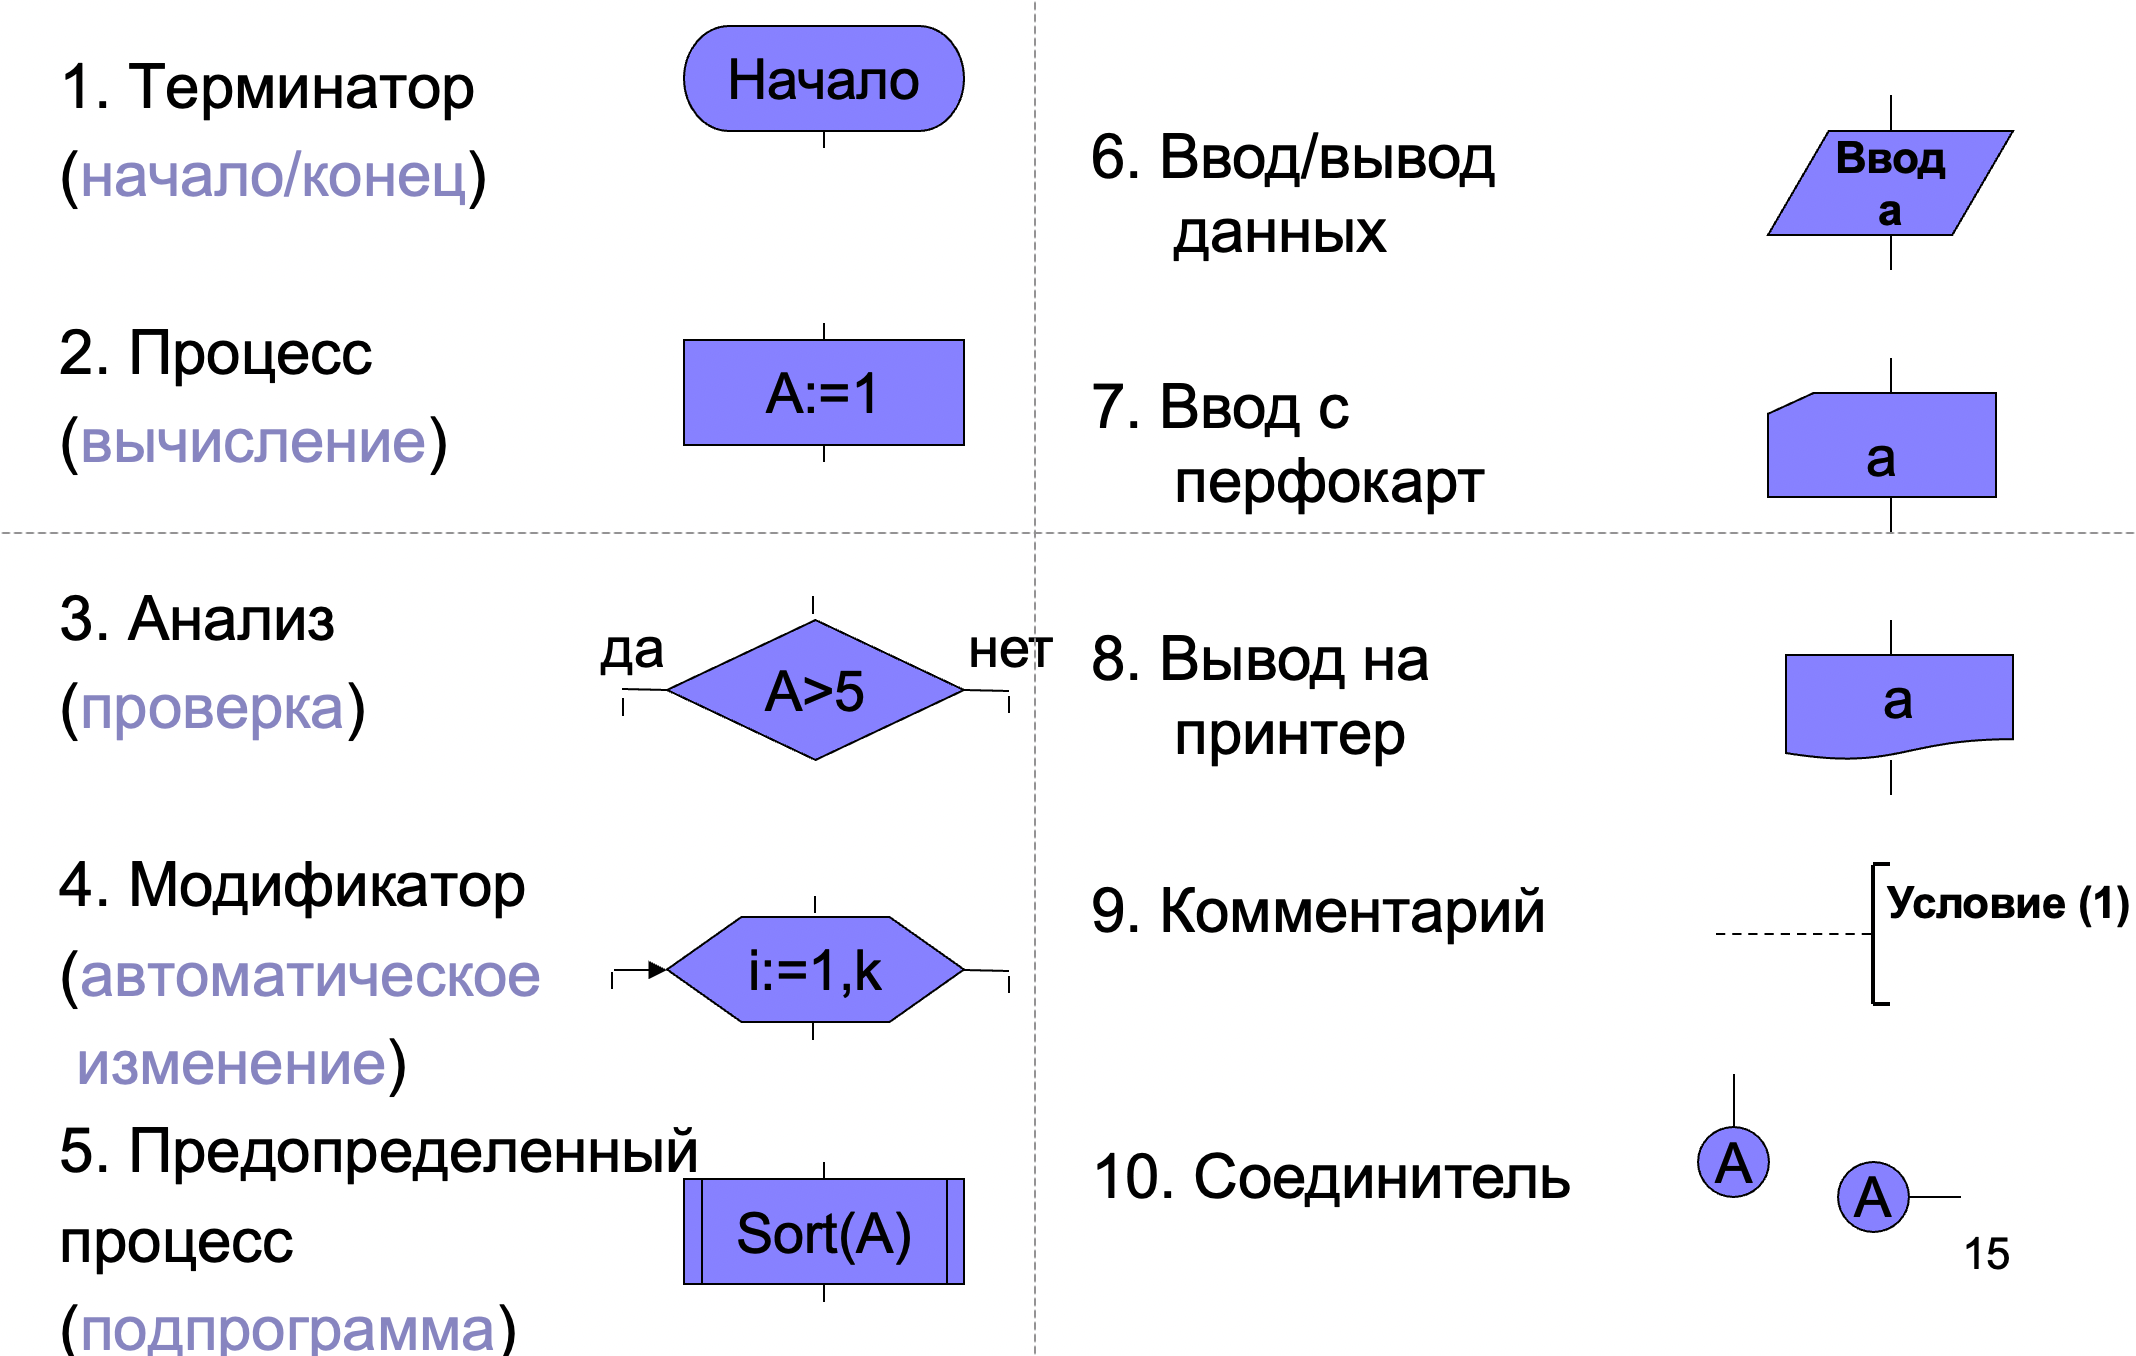 1. Терминатор
(начало/конец)
Начало
2. Процесс
(вычисление)
A:=1
3. Анализ
(проверка)
да
A>5
нет
4. Модификатор
(автоматическое
изменение)
i:=1,k
5. Предопределенный
процесс
(подпрограмма)
Sort(A)
6. Ввод/вывод
данных
Ввод
а
7. Ввод с
перфокарт
а
8. Вывод на
принтер
а
9. Комментарий
Условие (1)
10. Соединитель
А
А
15